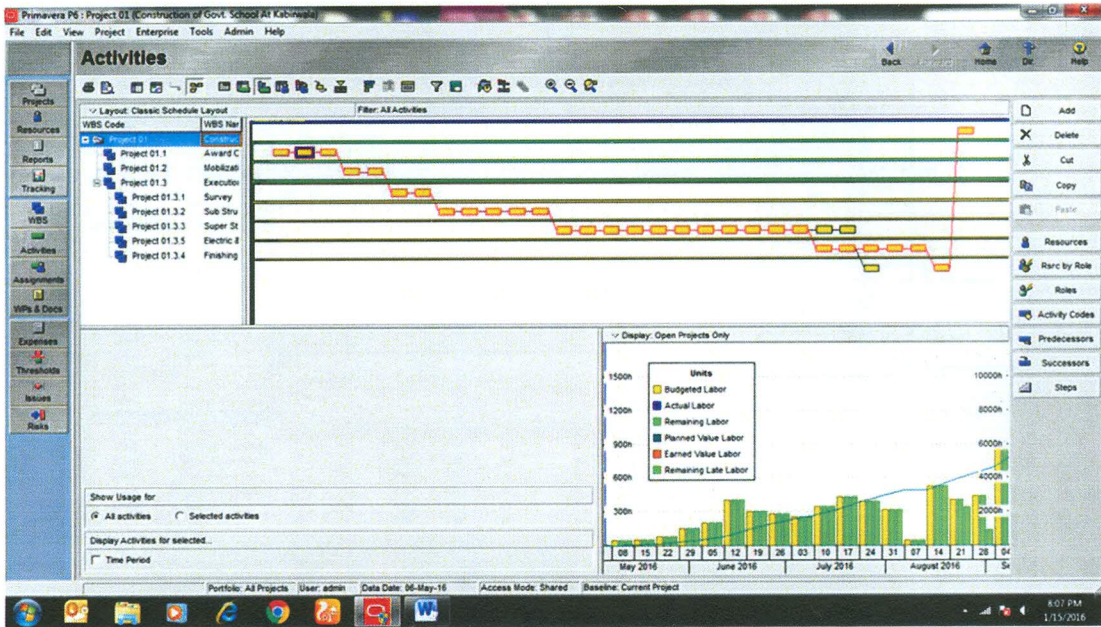 Primavera P6 : Project 01 (Construction of Govt. School At Kabirwala)
File Edit View Project Enterprise Tools Admin Help
Activities
Back
Home
Dir.
Help
Projects
Resources
Reports
Tracking
WBS
Activities
Assignments
WPs & Docs
Expenses
Thresholds
Issues
Risks
Layout: Classic Schedule Layout
Filter: All Activities
WBS Code WBS Nar
Project 01 Construc
Project 01.1 Award C
Project 01.2 Mobilizati
Project 01.3 Execution
Project 01.3.1 Survey
Project 01.3.2 Sub Stru
Project 01.3.3 Super St
Project 01.3.5 Electric &
Project 01.3.4 Finishing
Add
Delete
Cut
Copy
Paste
Resources
Rsrc by Role
Roles
Activity Codes
Predecessors
Successors
Steps
Show Usage for
All activities Selected activities
Display Activities for selected...
Time Period
Display: Open Projects Only
Units
Budgeted Labor
Actual Labor
Remaining Labor
Planned Value Labor
Earned Value Labor
Remaining Late Labor
1500h
1200h
900h
600h
300h
10000h
8000h
6000h
2000h
08 15 22 29 05 12 19 26 03 10 17 24 31 07 14 21 28 04
May 2016 June 2016 July 2016 August 2016 Se
Portfolio: All Projects User: admin Data Date: 06-May-16 Access Mode: Shared Baseline: Current Project
8:07 PM
1/15/2016